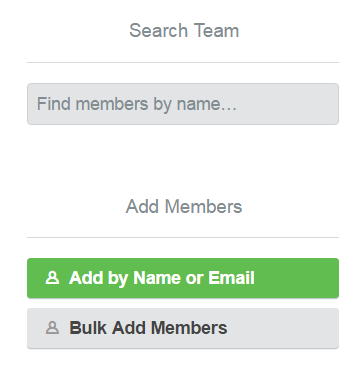 Search Team
Find members by name…
Add Members
Add by Name or Email
Bulk Add Members